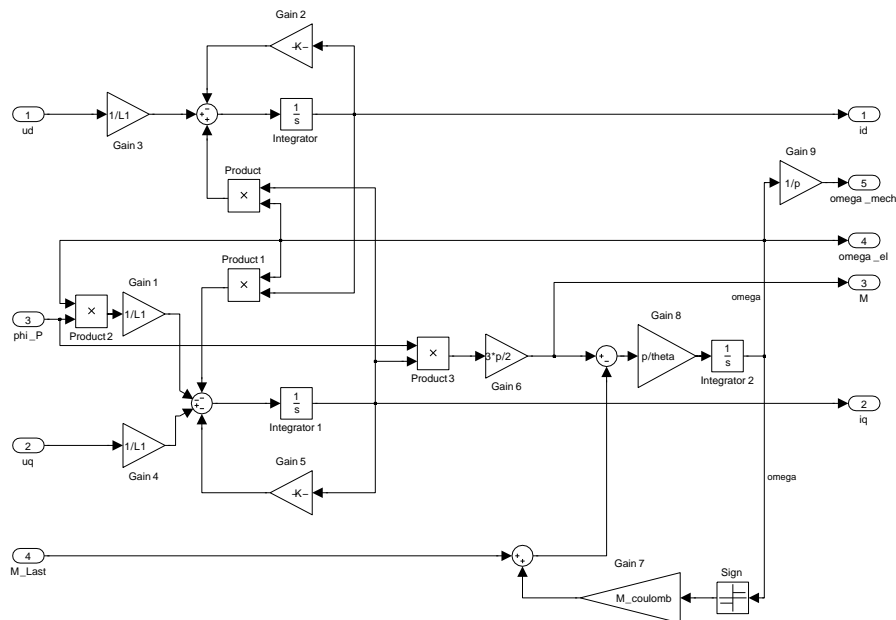 Gain 2
-K-
1
ud
1/L1
Gain 3
1
s
Integrator
1
id
Gain 9
1/p
5
omega _mech
Product
×
4
omega _el
Product 1
×
Gain 1
3
phi _P
×
Product 2
1/L1
omega
3
M
Gain 8
×
Product 3
3*p/2
Gain 6
p/theta
1
s
Integrator 2
1
s
Integrator 1
2
iq
2
uq
1/L1
Gain 4
Gain 5
-K-
omega
4
M_Last
Gain 7
M_coulomb
Sign